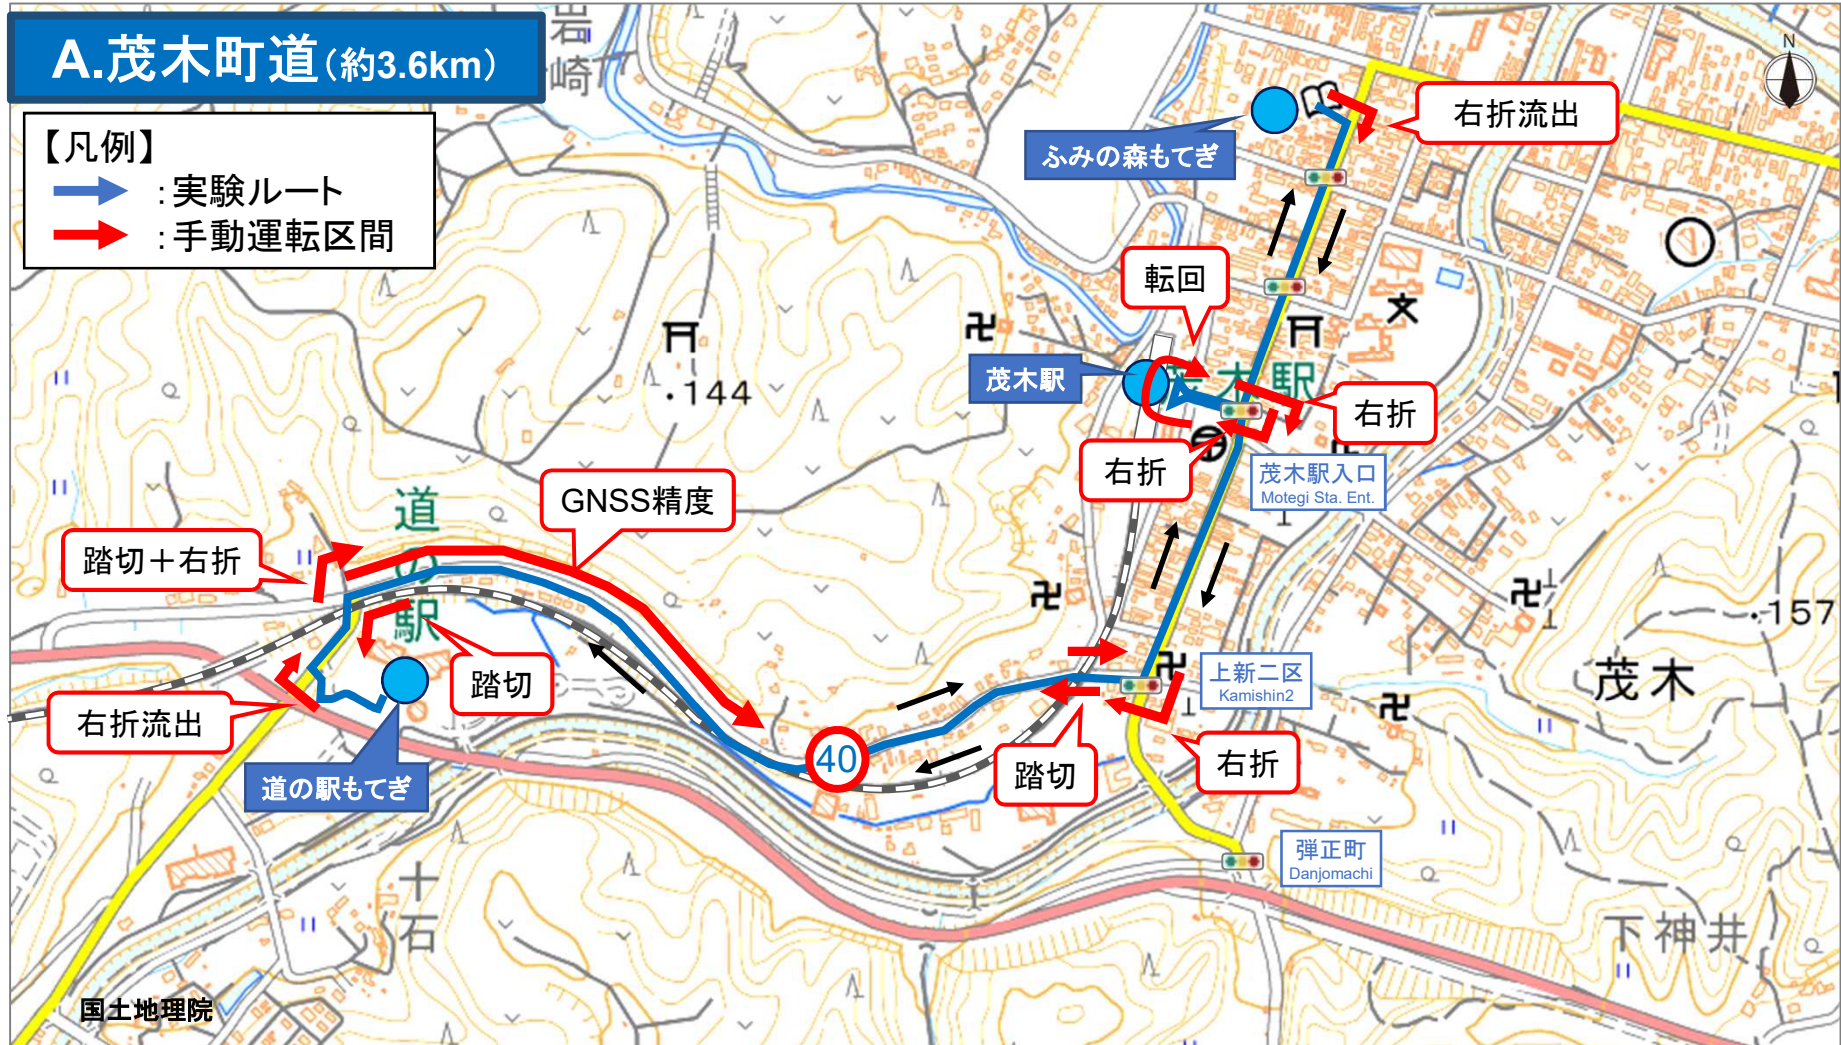 A.茂木町道（約3.6km）
【凡例】
：実験ルート
：手動運転区間
岩崎
N
右折流出
ふみの森もてぎ
転回
茂木駅
茂木駅
右折
右折
茂木駅入口
Motegi Sta. Ent.
・144
道の駅
GNSS精度
踏切＋右折
踏切
右折流出
道の駅もてぎ
40
踏切
右折
上新二区
Kamishin2
弾正町
Danjomachi
・157
茂木
下神井
十石
国土地理院